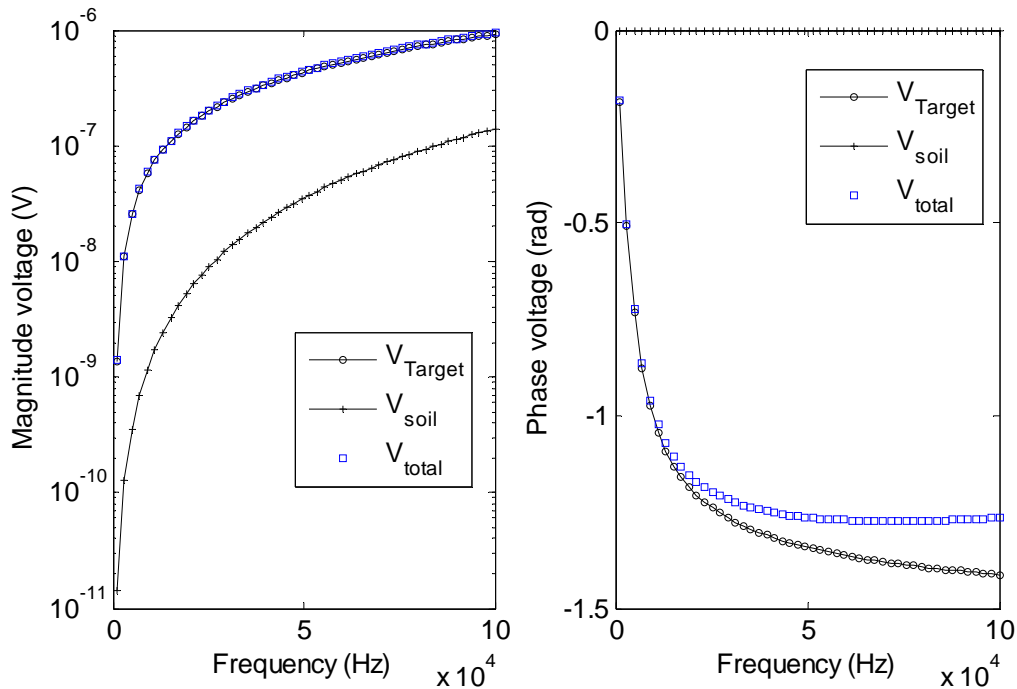 10^-6
10^-7
10^-8
10^-9
10^-10
10^-11
Magnitude voltage (V)
V_Target
V_soil
V_total
0
5
10
Frequency (Hz)
x 10^4
0
-0.5
-1
-1.5
Phase voltage (rad)
V_Target
V_soil
V_total
0
5
10
Frequency (Hz)
x 10^4